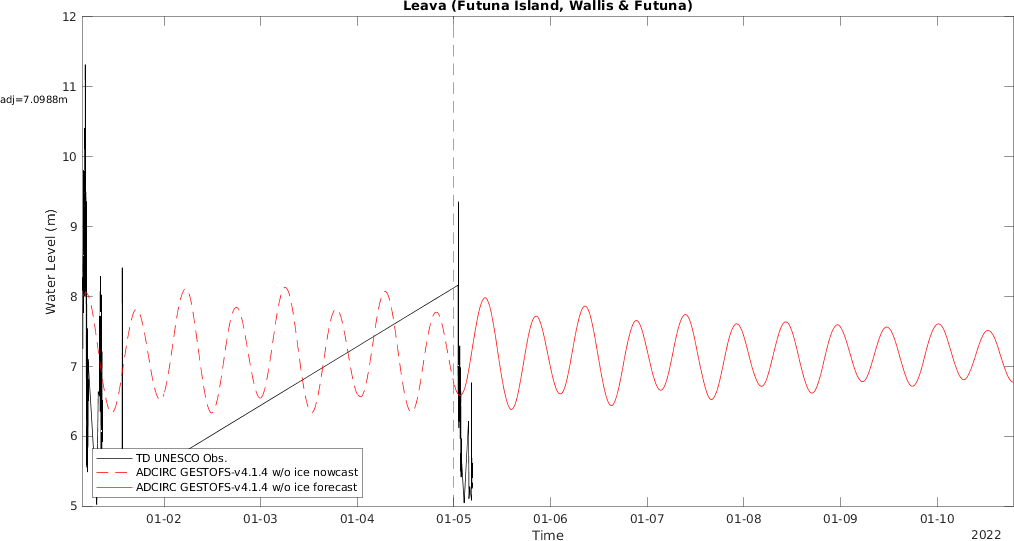 Leava (Futuna Island, Wallis & Futuna)
12
11
adj=7.0988m
10
9
8
7
6
5
Water Level (m)
TD UNESCO Obs.
ADCIRC GESTOFS-v4.1.4 w/o ice nowcast
ADCIRC GESTOFS-v4.1.4 w/o ice forecast
01-02 01-03 01-04 01-05 01-06 01-07 01-08 01-09 01-10
Time
2022